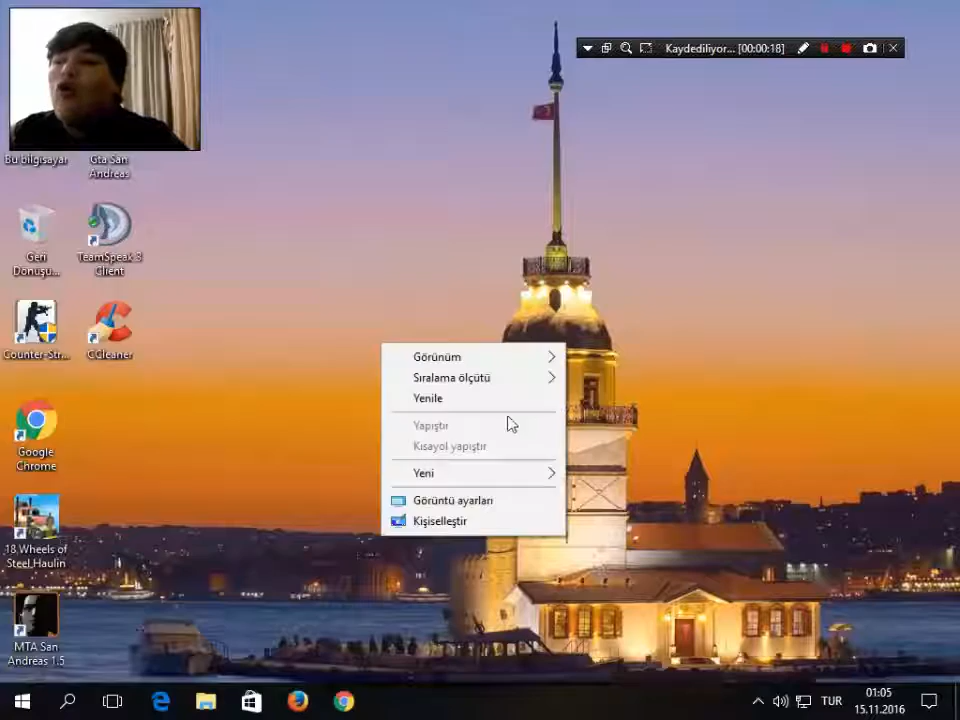 Kaydediliyor... [00:00:18]
Bu bilgisayar
Gta San
Andreas
Geri
Dönüşü...
TeamSpeak 3
Client
Counter-Str...
CCleaner
Google
Chrome
18 Wheels of
Steel Haulin
MTA San
Andreas 1.5
Görünüm
Sıralama ölçütü
Yenile
Yapıştır
Kısayol yapıştır
Yeni
Görüntü ayarları
Kişiselleştir
TUR
01:05
15.11.2016